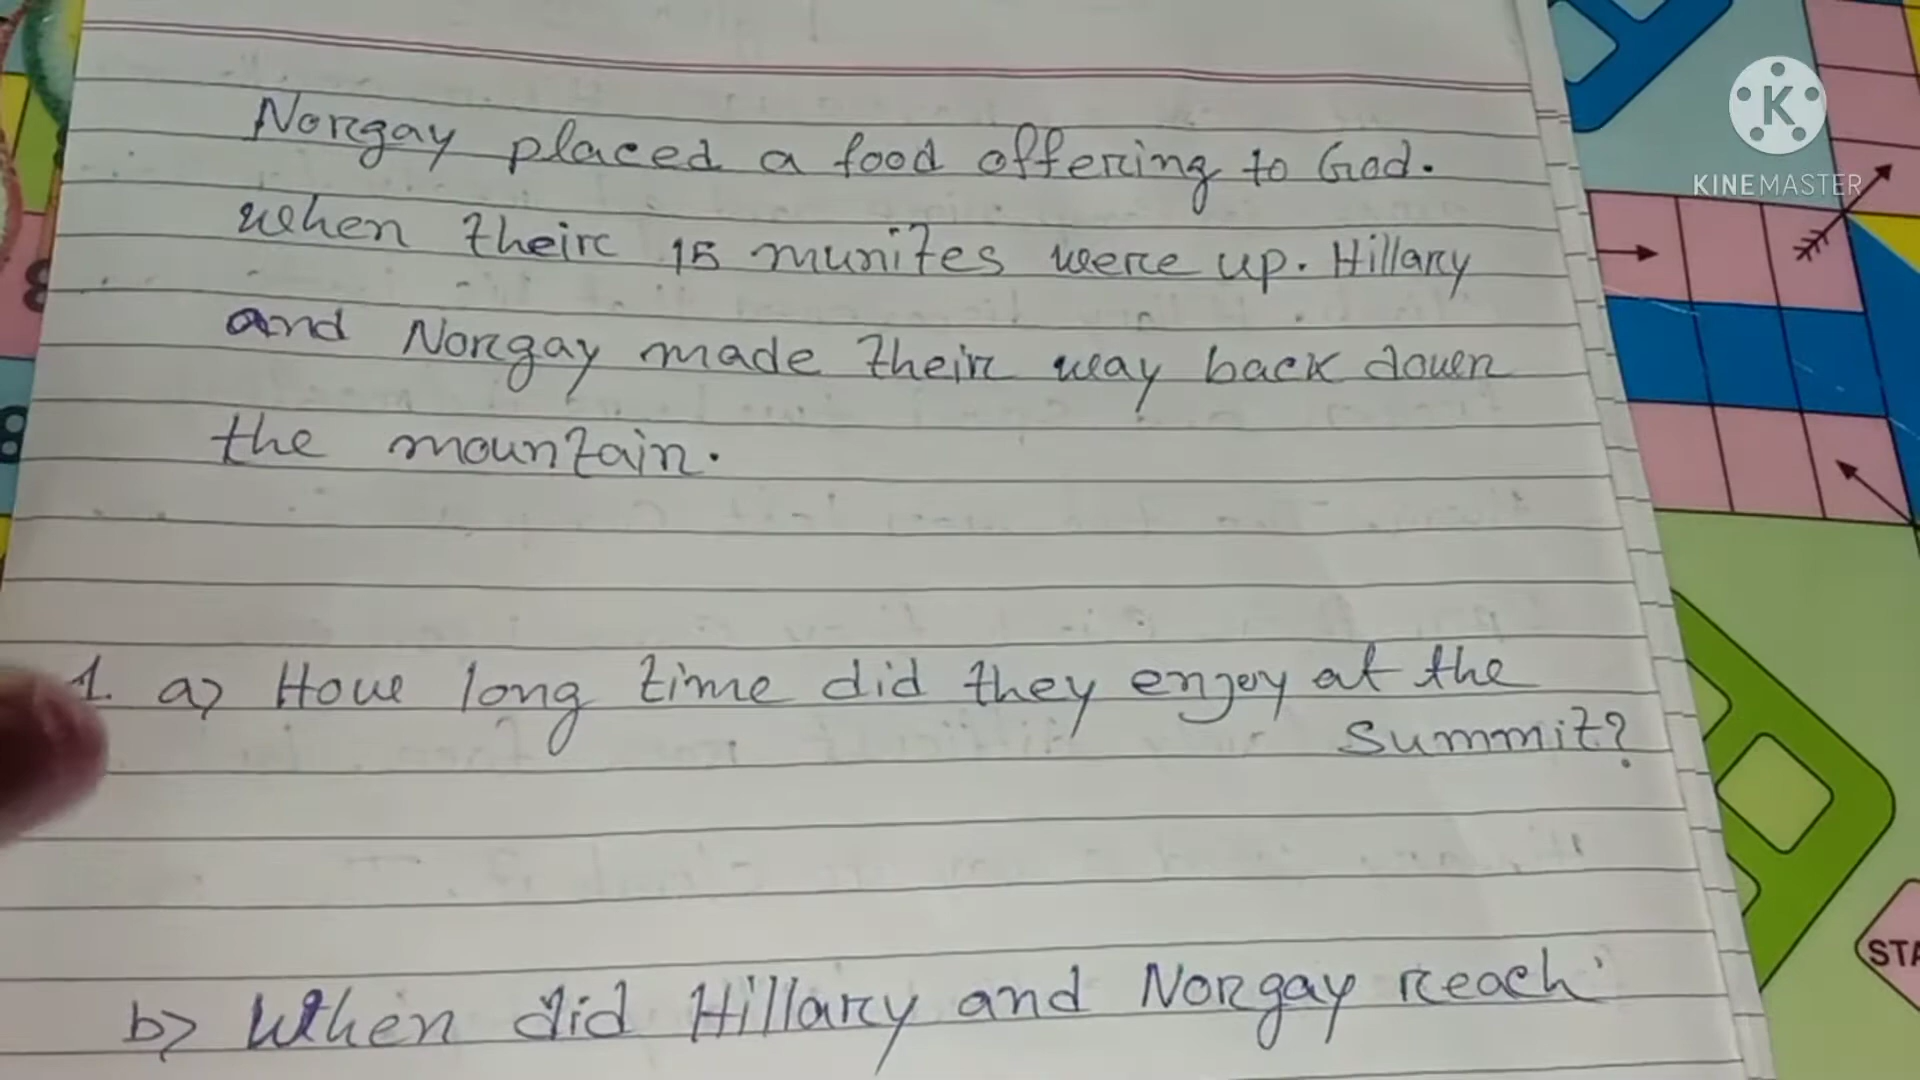 Norgay placed a food offering to God.
when their 15 munites were up. Hillary
and Norgay made their way back down
the mountain.
1. a) How long time did they enjoy at the
summit?
b) When did Hillary and Norgay reach
KINEMASTER
K
8
8
STA